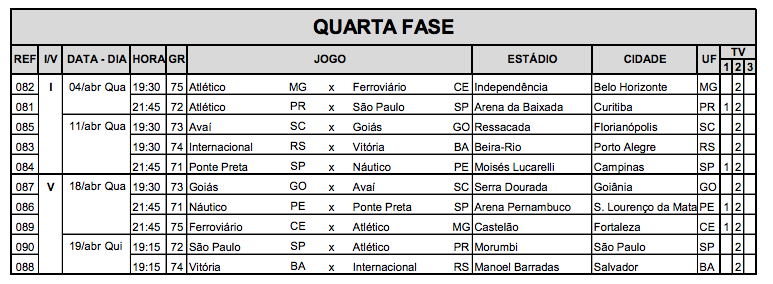 QUARTA FASE
REF I/V DATA - DIA HORA GR JOGO ESTÁDIO CIDADE UF TV
1 2 3
082 I 04/abr Qua 19:30 75 Atlético MG x Ferroviário CE Independência Belo Horizonte MG 2
081 21:45 72 Atlético PR x São Paulo SP Arena da Baixada Curitiba PR 1 2
085 11/abr Qua 19:30 73 Avaí SC x Goiás GO Ressacada Florianópolis SC 2
083 19:30 74 Internacional RS x Vitória BA Beira-Rio Porto Alegre RS 2
084 21:45 71 Ponte Preta SP x Náutico PE Moisés Lucarelli Campinas SP 1 2
087 V 18/abr Qua 19:30 73 Goiás GO x Avaí SC Serra Dourada Goiânia GO 2
086 21:45 71 Náutico PE x Ponte Preta SP Arena Pernambuco S. Lourenço da Mata PE 1 2
089 21:45 75 Ferroviário CE x Atlético MG Castelão Fortaleza CE 1 2
090 19/abr Qui 19:15 72 São Paulo SP x Atlético PR Morumbi São Paulo SP 2
088 19:15 74 Vitória BA x Internacional RS Manoel Barradas Salvador BA 2